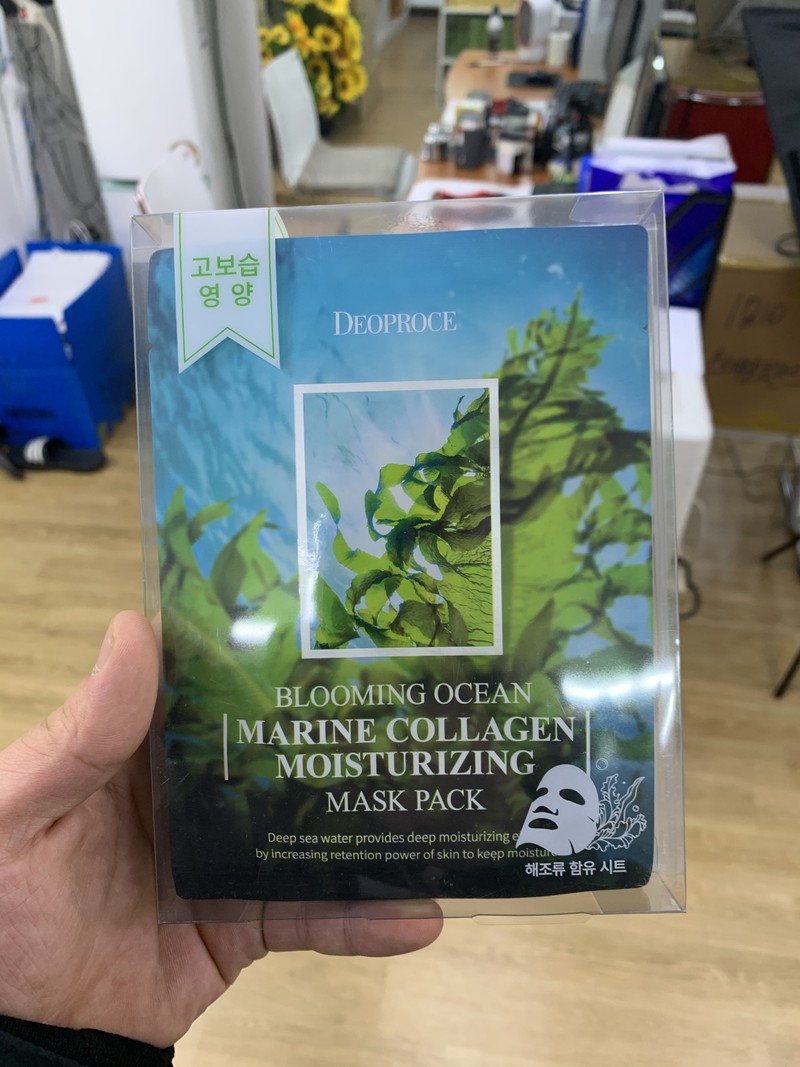 고보습
영양
DEOPROCE
BLOOMING OCEAN
MARINE COLLAGEN
MOISTURIZING
MASK PACK
Deep sea water provides deep moisturizing
by increasing retention power of skin to keep
해조류 함유 시트